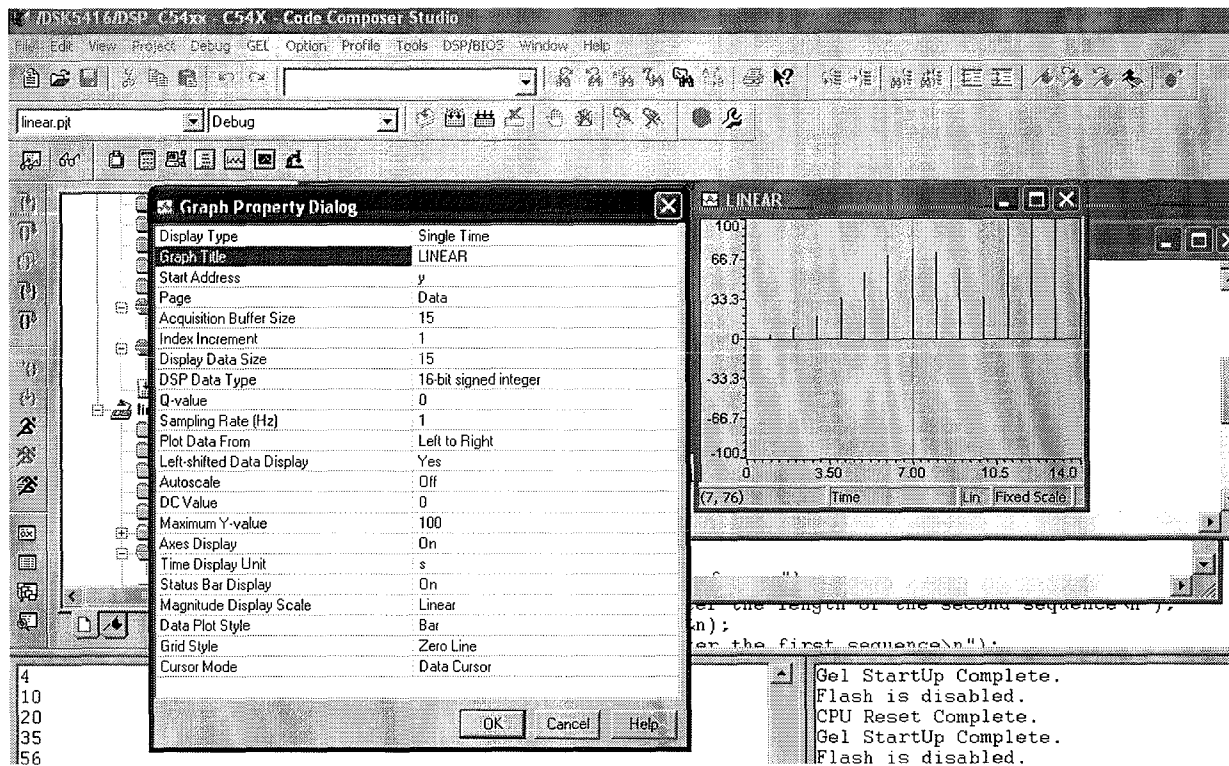 /DSK5416/DSP_C54xx - C54X - Code Composer Studio
File Edit View Project Debug GEL Option Profile Tools DSP/BIOS Window Help
linear.pjt Debug
Graph Property Dialog
Display Type Single Time
Graph Title LINEAR
Start Address y
Page Data
Acquisition Buffer Size 15
Index Increment 1
Display Data Size 15
DSP Data Type 16-bit signed integer
Q-value 0
Sampling Rate (Hz) 1
Plot Data From Left to Right
Left-shifted Data Display Yes
Autoscale Off
DC Value 0
Maximum Y-value 100
Axes Display On
Time Display Unit s
Status Bar Display On
Magnitude Display Scale Linear
Data Plot Style Bar
Grid Style Zero Line
Cursor Mode Data Cursor
OK Cancel Help
LINEAR
100
66.7
33.3
0
-33.3
-66.7
-100
0 3.50 7.00 10.5 14.0
(7, 76) Time Lin Fixed Scale
er the length of the second sequence\n");
&n);
er the first sequence\n");
4
10
20
35
56
Gel StartUp Complete.
Flash is disabled.
CPU Reset Complete.
Gel StartUp Complete.
Flash is disabled.